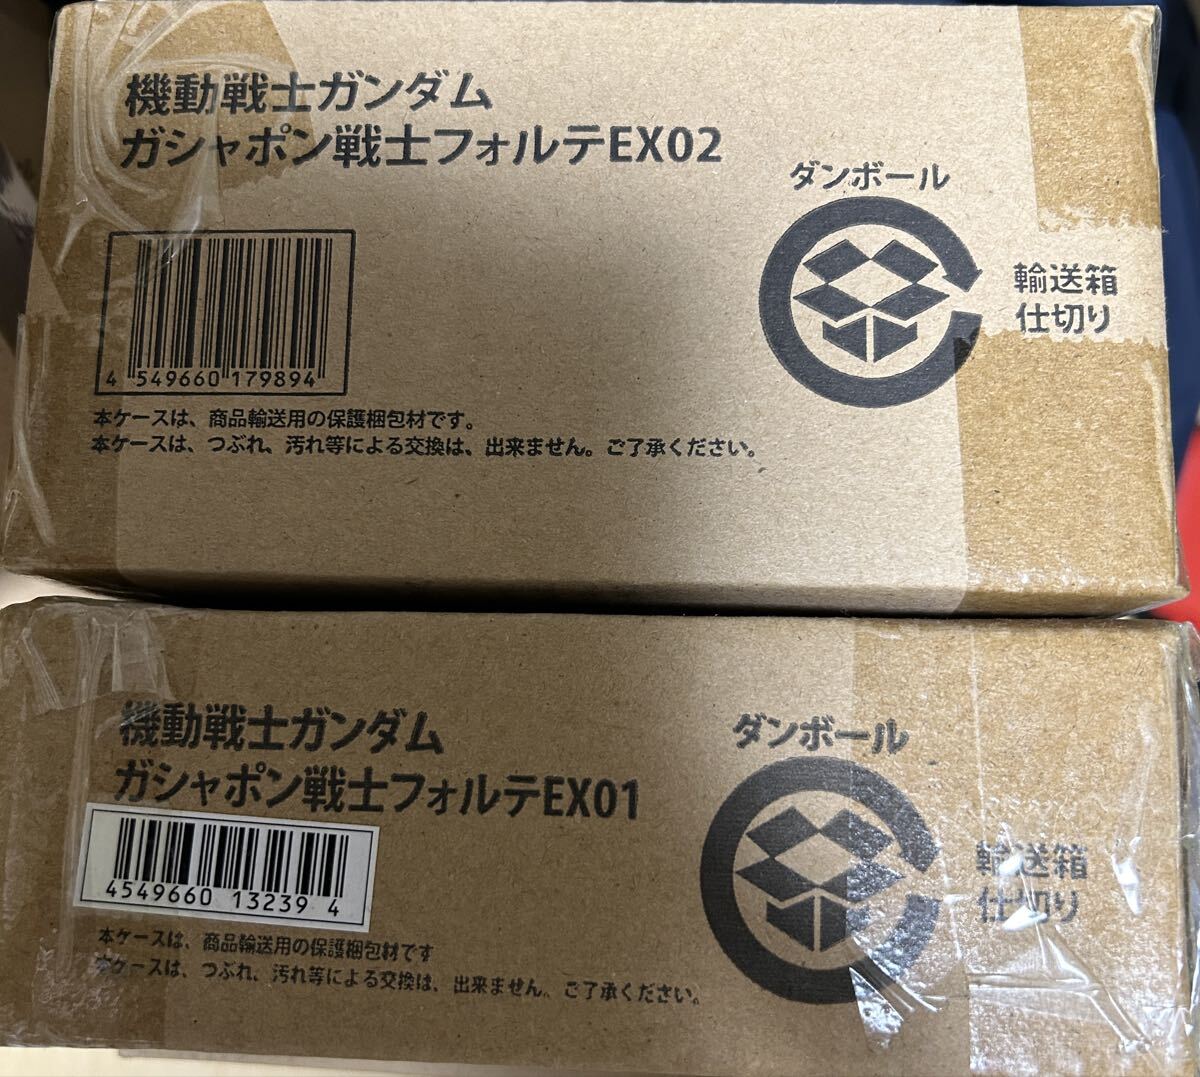 機動戦士ガンダム
ガシャポン戦士フォルテEX02
ダンボール
輸送箱
仕切り
4 549660 179894
本ケースは、商品輸送用の保護梱包材です。
本ケースは、つぶれ、汚れ等による交換は、出来ません。ご了承ください。
機動戦士ガンダム
ガシャポン戦士フォルテEX01
ダンボール
輸送箱
仕切り
4549660 13239 4
本ケースは、商品輸送用の保護梱包材です
本ケースは、つぶれ、汚れ等による交換は、出来ません。ご了承ください。